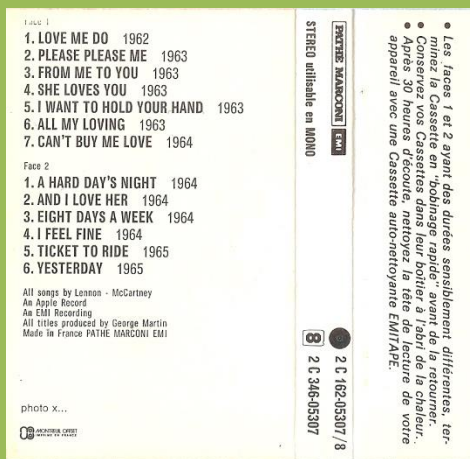 Face 1
1. LOVE ME DO 1962
2. PLEASE PLEASE ME 1963
3. FROM ME TO YOU 1963
4. SHE LOVES YOU 1963
5. I WANT TO HOLD YOUR HAND 1963
6. ALL MY LOVING 1963
7. CAN'T BUY ME LOVE 1964
Face 2
1. A HARD DAY'S NIGHT 1964
2. AND I LOVE HER 1964
3. EIGHT DAYS A WEEK 1964
4. I FEEL FINE 1964
5. TICKET TO RIDE 1965
6. YESTERDAY 1965
All songs by Lennon - McCartney
An Apple Record
An EMI Recording
All titles produced by George Martin
Made in France PATHE MARCONI EMI
photo x...
MONTREUIL OFFSET
IMPRIMÉ EN FRANCE
PATHE MARCONI EMI
STEREO utilisable en MONO
2 C 162-05307/8
8 2 C 346-05307
• Les faces 1 et 2 ayant des durées sensiblement différentes, ter-
minez la Cassette en "bobinage rapide" avant de la retourner.
• Conservez vos Cassettes dans leur boîtier à l'abri de la chaleur.
• Après 30 heures d'écoute, nettoyez la tête de lecture de votre
appareil avec une Cassette auto-nettoyante EMITAPE.